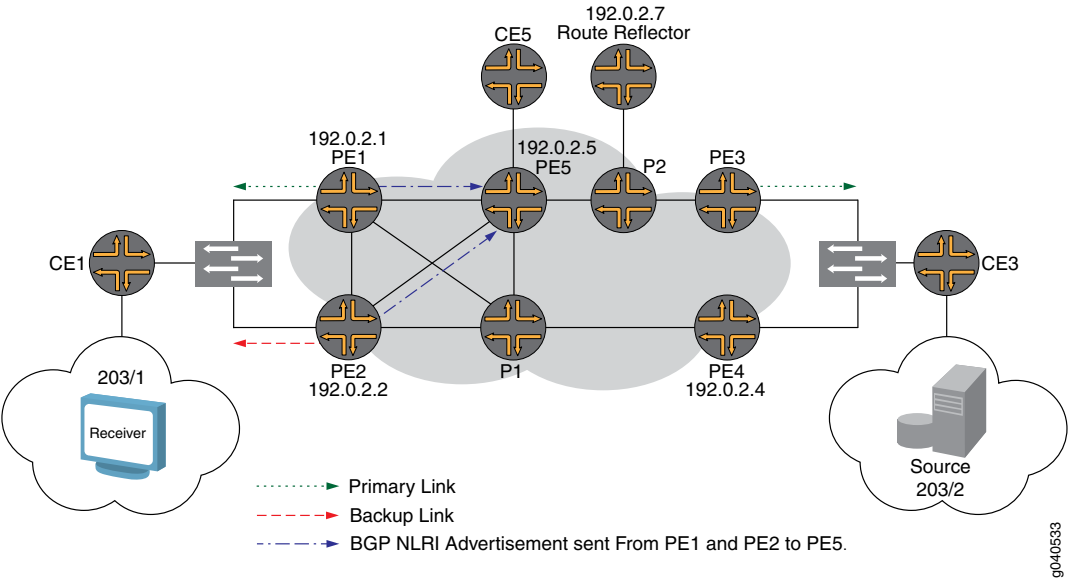 192.0.2.7
CE5
Route Reflector
192.0.2.1
PE1
192.0.2.5
PE5
P2
PE3
CE1
CE3
PE2
192.0.2.2
P1
PE4
192.0.2.4
203/1
Receiver
Source
203/2
Primary Link
Backup Link
BGP NLRI Advertisement sent From PE1 and PE2 to PE5.
g040533